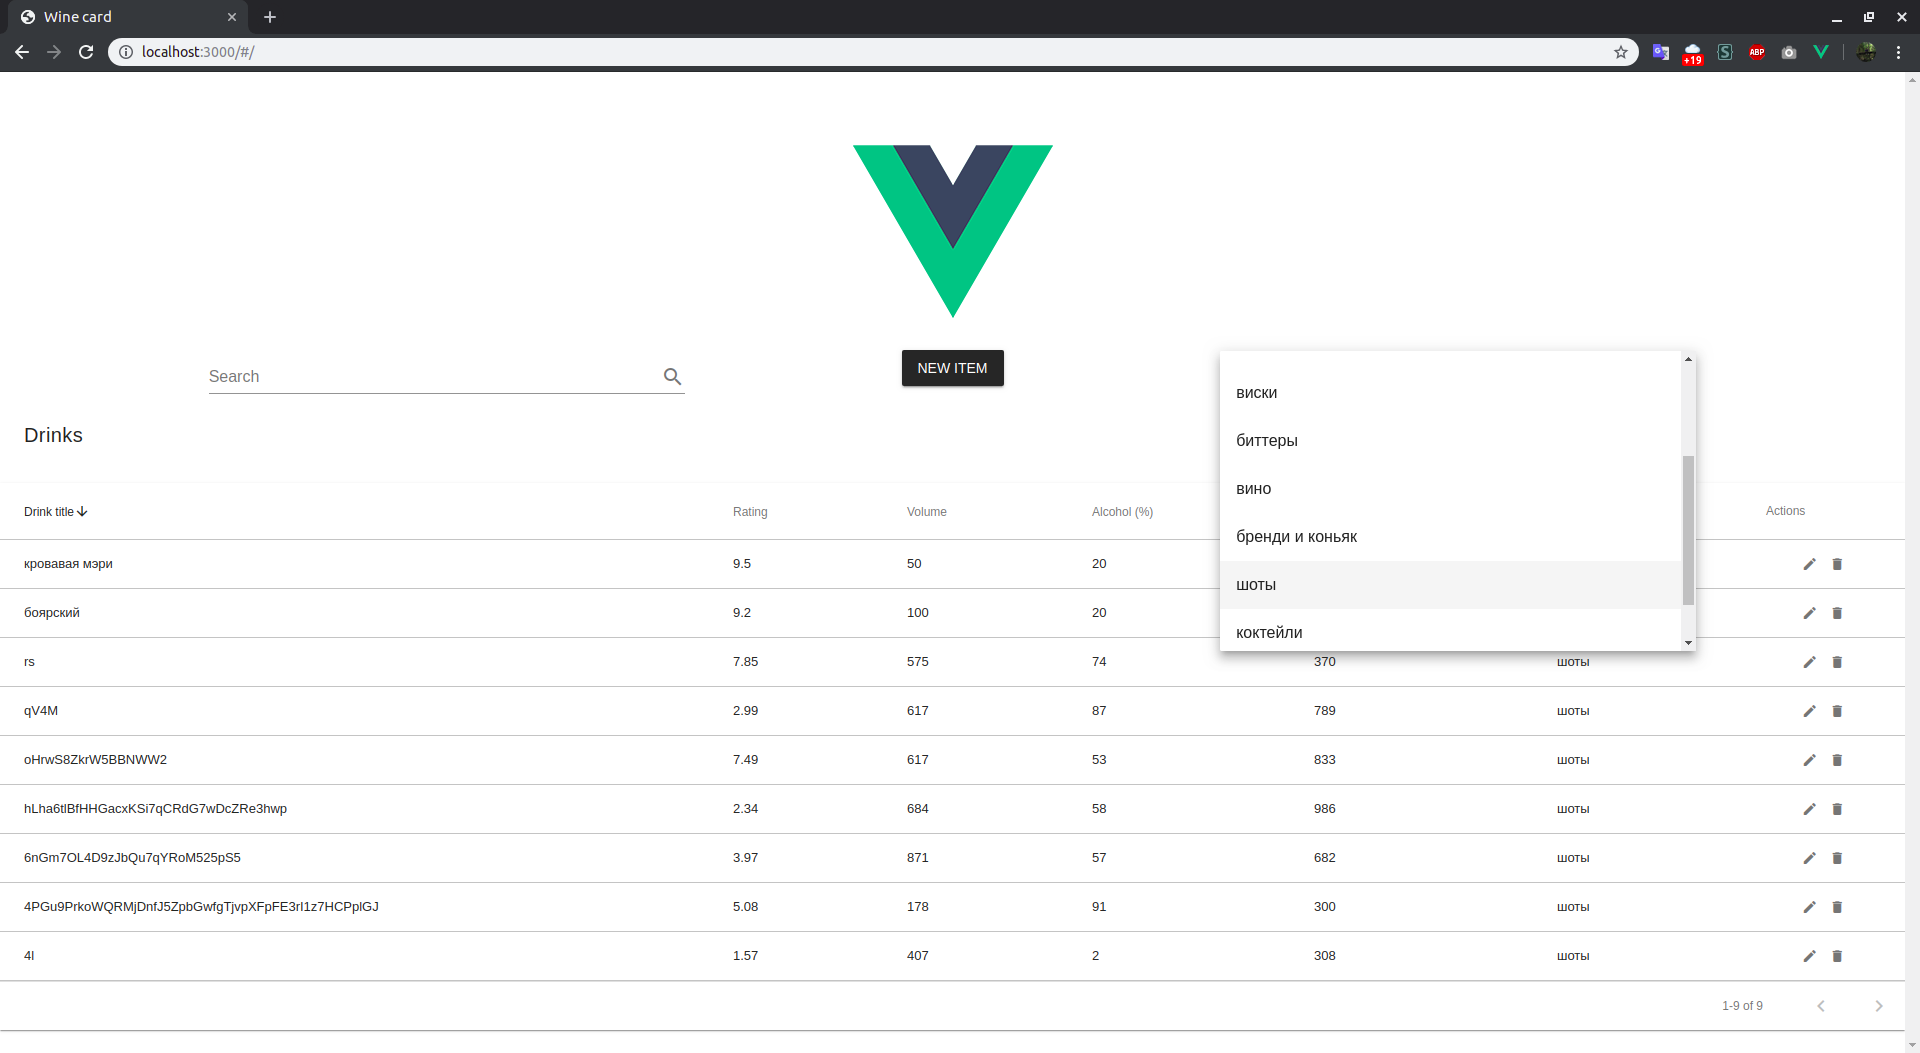 Wine card
localhost:3000/#/
+19
ABP
Search
NEW ITEM
виски
биттеры
вино
бренди и коньяк
шоты
коктейли
Drinks
Drink title Rating Volume Alcohol (%) Actions
кровавая мэри 9.5 50 20
боярский 9.2 100 20
rs 7.85 575 74 370 шоты
qV4M 2.99 617 87 789 шоты
oHrwS8ZkrW5BBNWW2 7.49 617 53 833 шоты
hLha6tlBfHHGacxKSi7qCRdG7wDcZRe3hwp 2.34 684 58 986 шоты
6nGm7OL4D9zJbQu7qYRoM525pS5 3.97 871 57 682 шоты
4PGu9PrkoWQRMjDnfJ5ZpbGwfgTjvpXFpFE3rI1z7HCPplGJ 5.08 178 91 300 шоты
4l 1.57 407 2 308 шоты
1-9 of 9